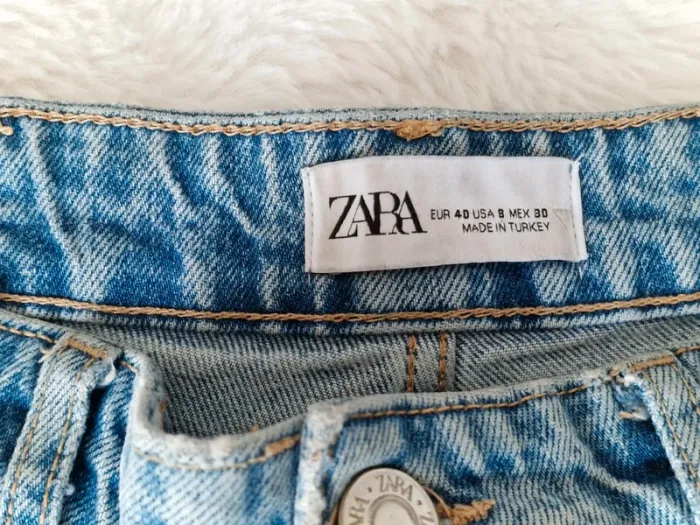 ZARA
EUR 40 USA 8 MEX 30
MADE IN TURKEY
ZARA